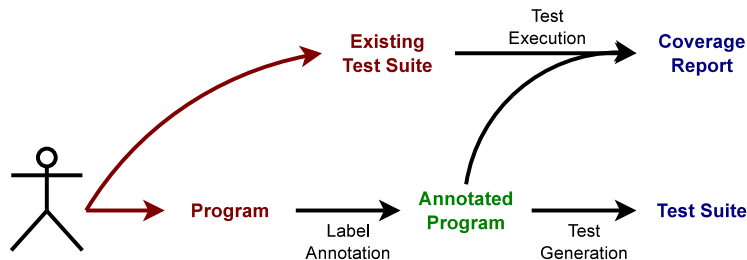 Existing
Test Suite
Test
Execution
Coverage
Report
Program
Label
Annotation
Annotated
Program
Test
Generation
Test Suite